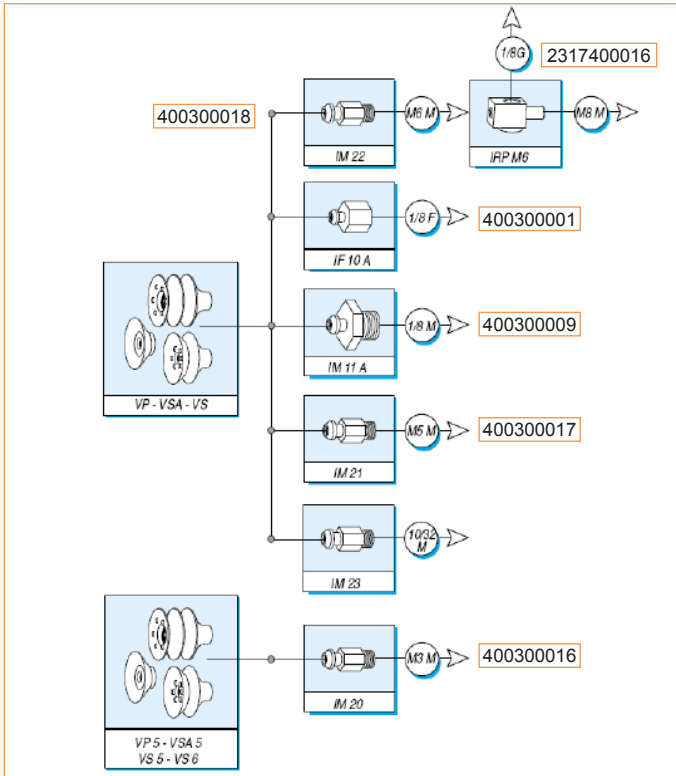 1/8G
2317400016
400300018
M6 M
M8 M
IM 22
IRP M6
1/8 F
400300001
IF 10 A
1/8 M
400300009
IM 11 A
VP - VSA - VS
M5 M
400300017
IM 21
10/32
M
IM 23
M3 M
400300016
IM 20
VP 5 - VSA 5
VS 5 - VS 6